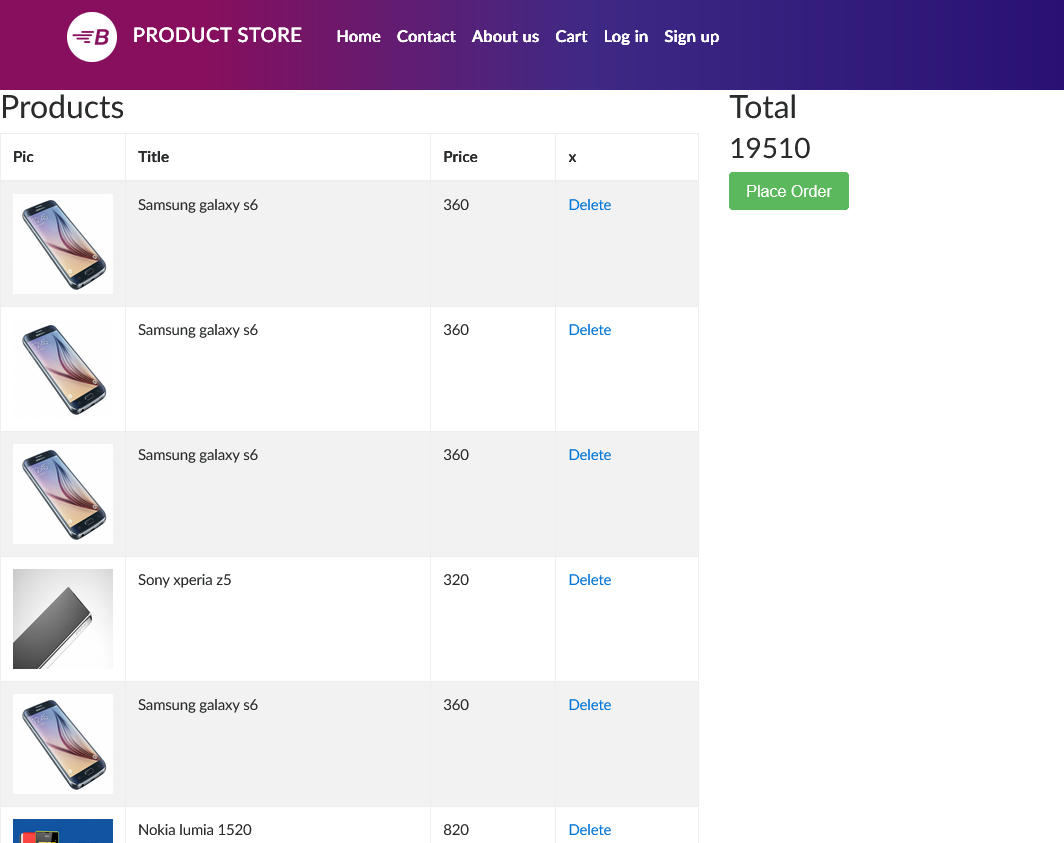 B PRODUCT STORE Home Contact About us Cart Log in Sign up
Products
Pic Title Price x
Samsung galaxy s6 360 Delete
Samsung galaxy s6 360 Delete
Samsung galaxy s6 360 Delete
Sony xperia z5 320 Delete
Samsung galaxy s6 360 Delete
Nokia lumia 1520 820 Delete
Total
19510
Place Order